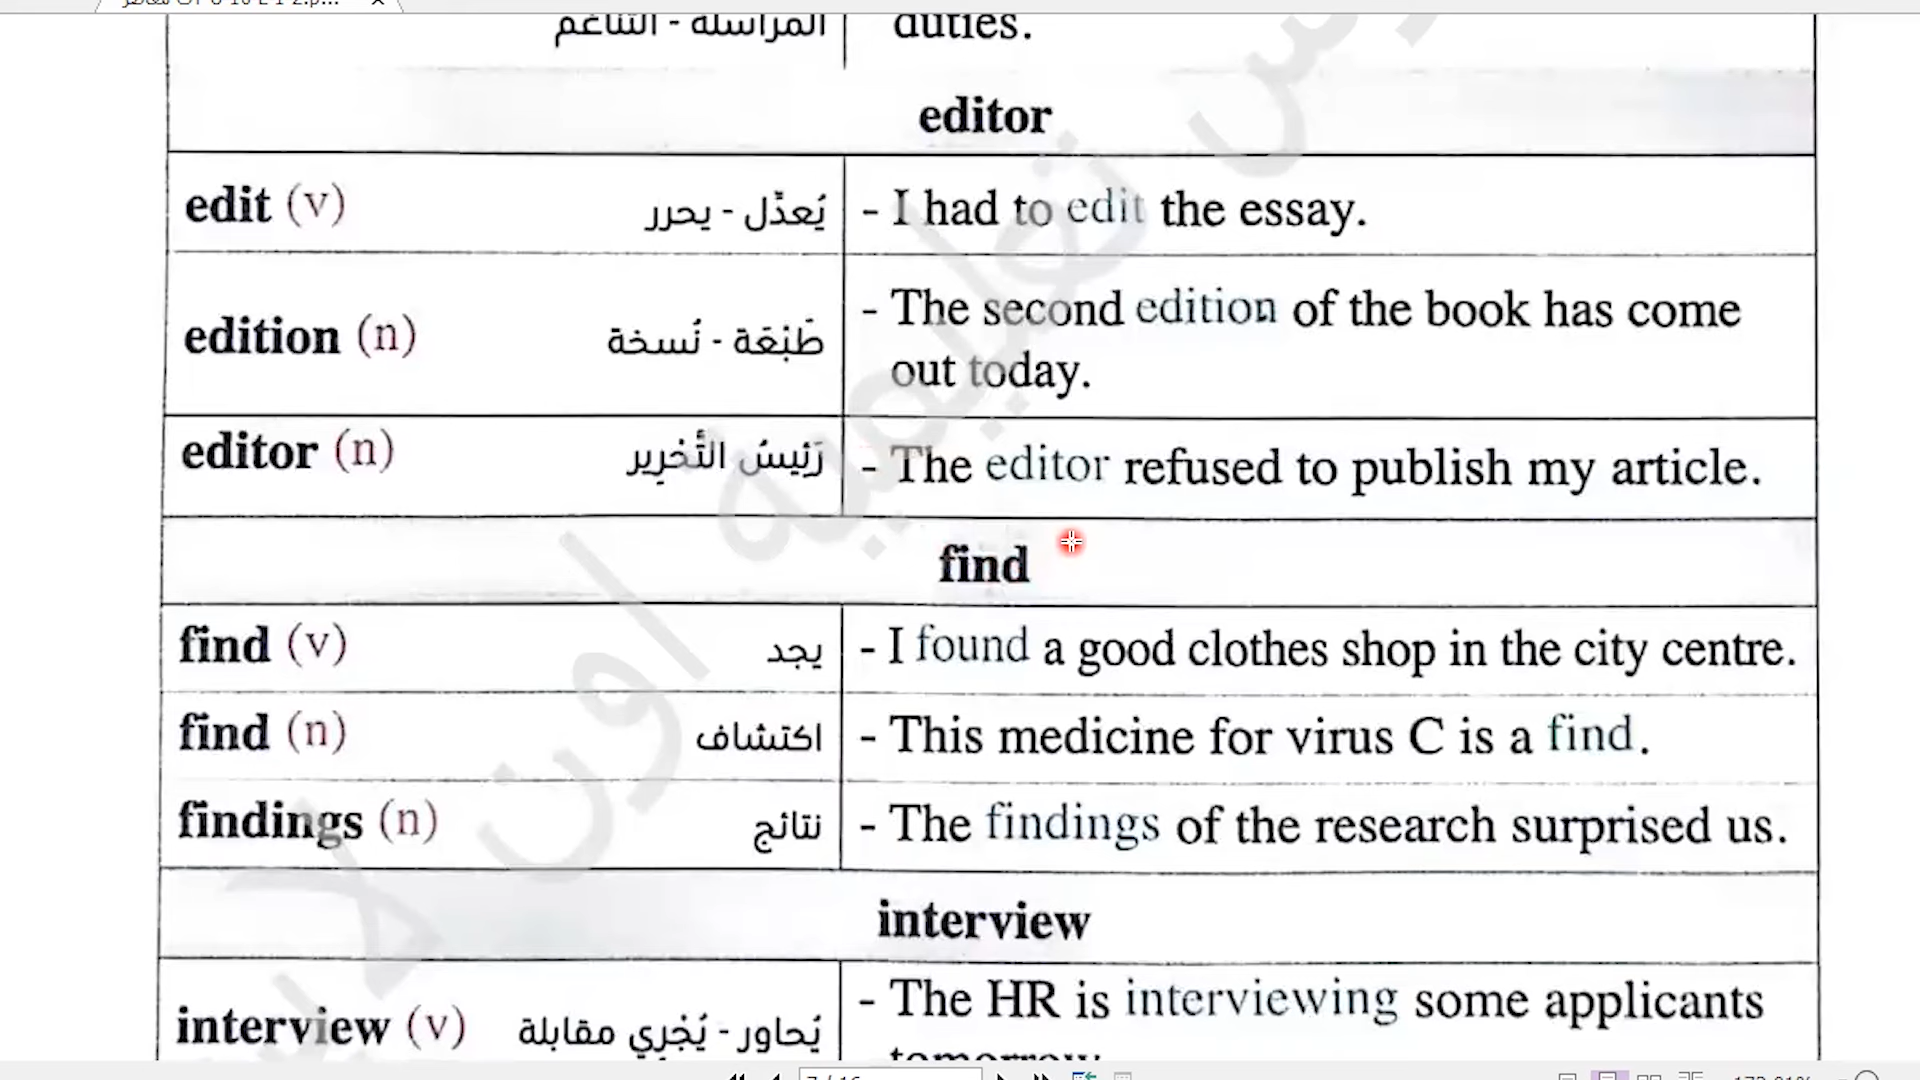 المراسلة - التناغم duties.
editor
edit (v) يُعدِّل - يحرر - I had to edit the essay.
edition (n) طَبْعَة - نُسخة - The second edition of the book has come
out today.
editor (n) رَئِيسُ التَّحْرِير - The editor refused to publish my article.
find
find (v) يجد - I found a good clothes shop in the city centre.
find (n) اكتشاف - This medicine for virus C is a find.
findings (n) نتائج - The findings of the research surprised us.
interview
interview (v) يُحاور - يُجْرِي مقابلة - The HR is interviewing some applicants
tomorrow